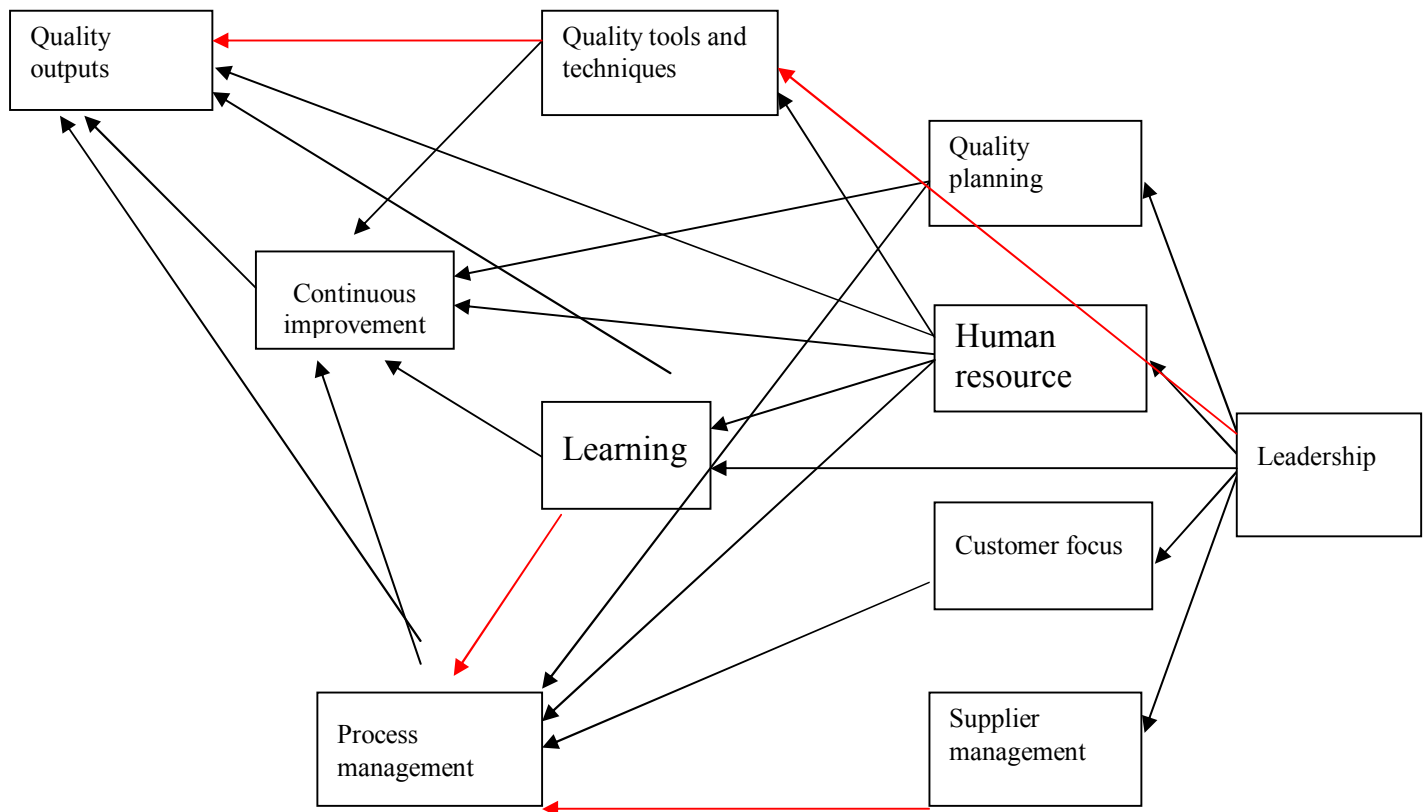 Quality
outputs
Quality tools and
techniques
Quality
planning
Continuous
improvement
Human
resource
Learning
Leadership
Customer focus
Process
management
Supplier
management